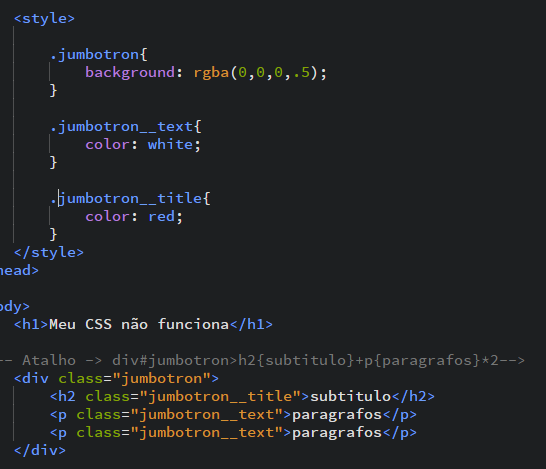 <style>
.jumbotron{
background: rgba(0,0,0,.5);
}
.jumbotron__text{
color: white;
}
.jumbotron__title{
color: red;
}
</style>
head>
ody>
<h1>Meu CSS não funciona</h1>
-- Atalho -> div#jumbotron>h2{subtitulo}+p{paragrafos}*2-->
<div class="jumbotron">
<h2 class="jumbotron__title">subtitulo</h2>
<p class="jumbotron__text">paragrafos</p>
<p class="jumbotron__text">paragrafos</p>
</div>